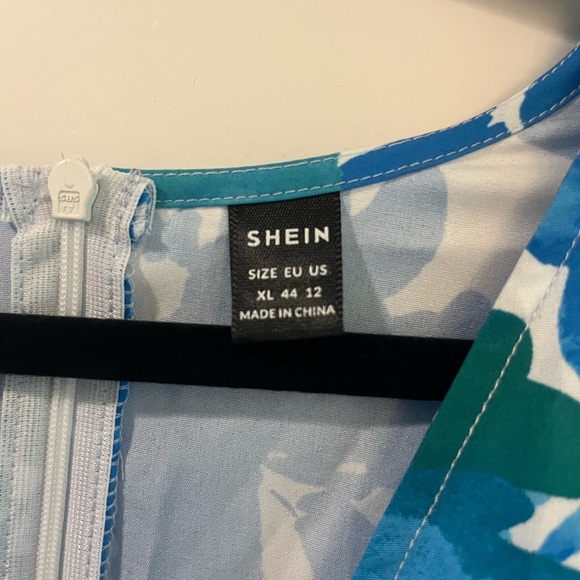 SHEIN
SIZE EU US
XL 44 12
MADE IN CHINA